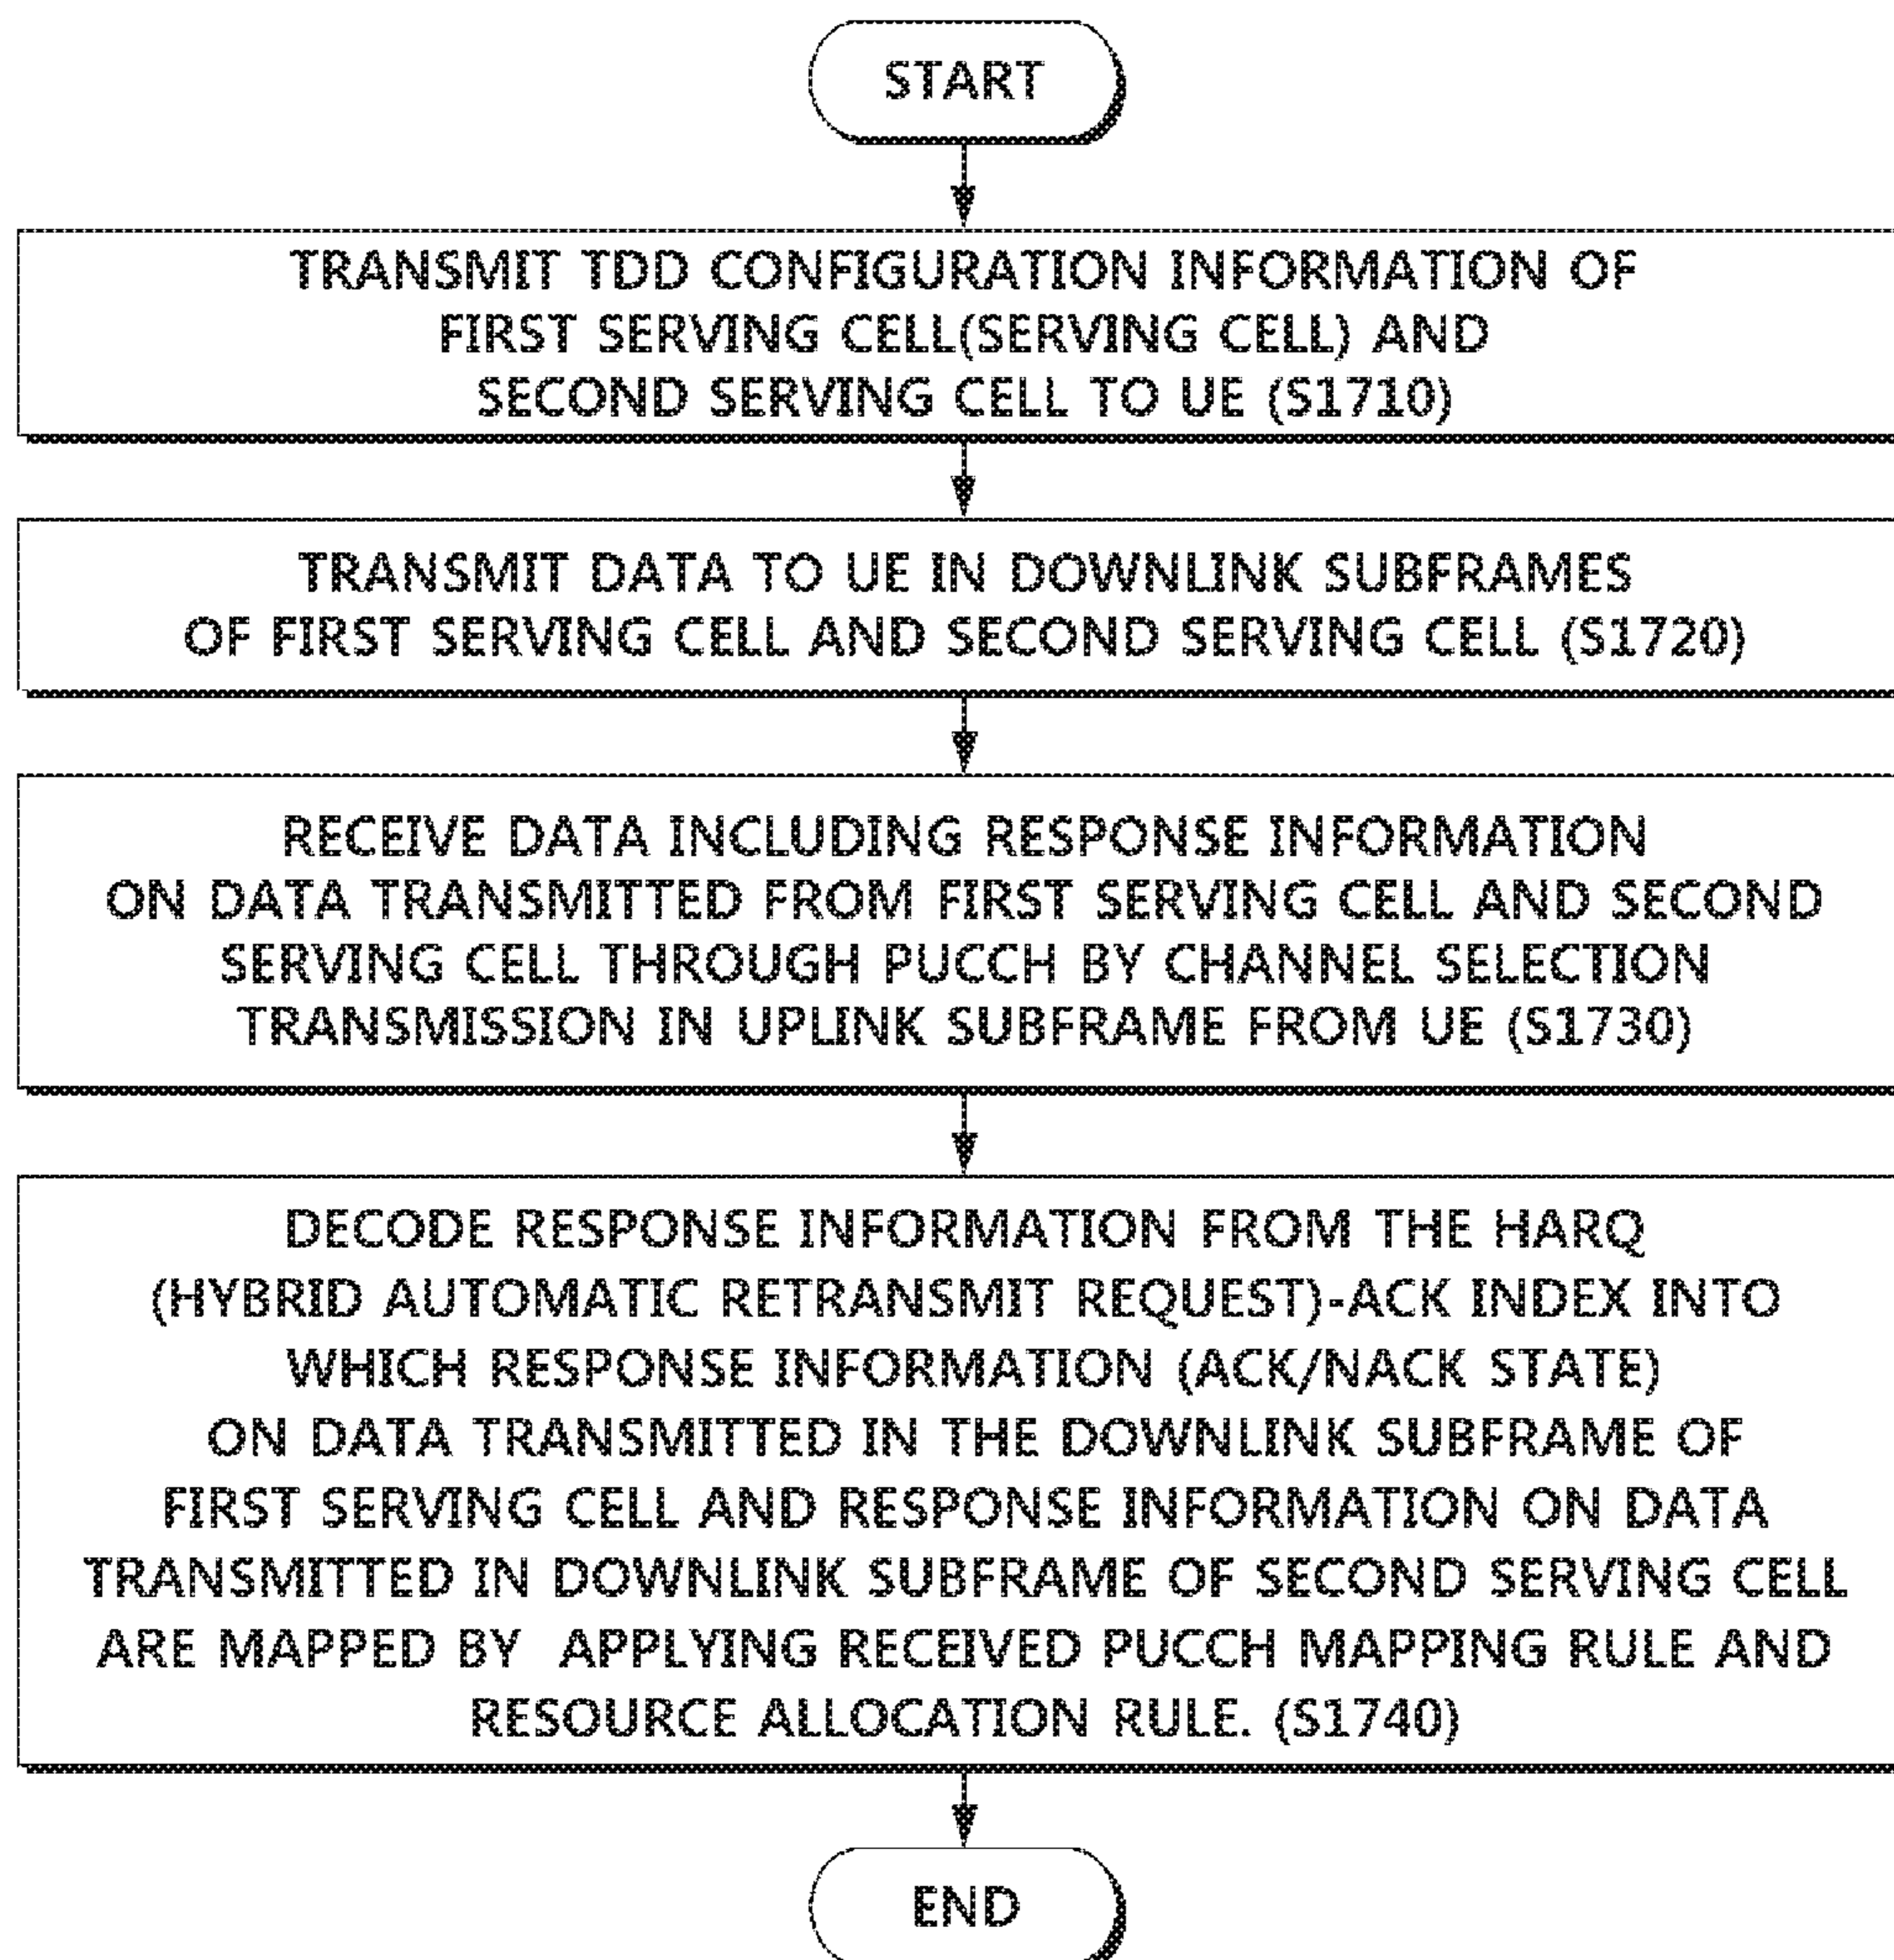 START
TRANSMIT TDD CONFIGURATION INFORMATION OF
FIRST SERVING CELL(SERVING CELL) AND
SECOND SERVING CELL TO UE (S1710)
TRANSMIT DATA TO UE IN DOWNLINK SUBFRAMES
OF FIRST SERVING CELL AND SECOND SERVING CELL (S1720)
RECEIVE DATA INCLUDING RESPONSE INFORMATION
ON DATA TRANSMITTED FROM FIRST SERVING CELL AND SECOND
SERVING CELL THROUGH PUCCH BY CHANNEL SELECTION
TRANSMISSION IN UPLINK SUBFRAME FROM UE (S1730)
DECODE RESPONSE INFORMATION FROM THE HARQ
(HYBRID AUTOMATIC RETRANSMIT REQUEST)-ACK INDEX INTO
WHICH RESPONSE INFORMATION (ACK/NACK STATE)
ON DATA TRANSMITTED IN THE DOWNLINK SUBFRAME OF
FIRST SERVING CELL AND RESPONSE INFORMATION ON DATA
TRANSMITTED IN DOWNLINK SUBFRAME OF SECOND SERVING CELL
ARE MAPPED BY APPLYING RECEIVED PUCCH MAPPING RULE AND
RESOURCE ALLOCATION RULE. (S1740)
END